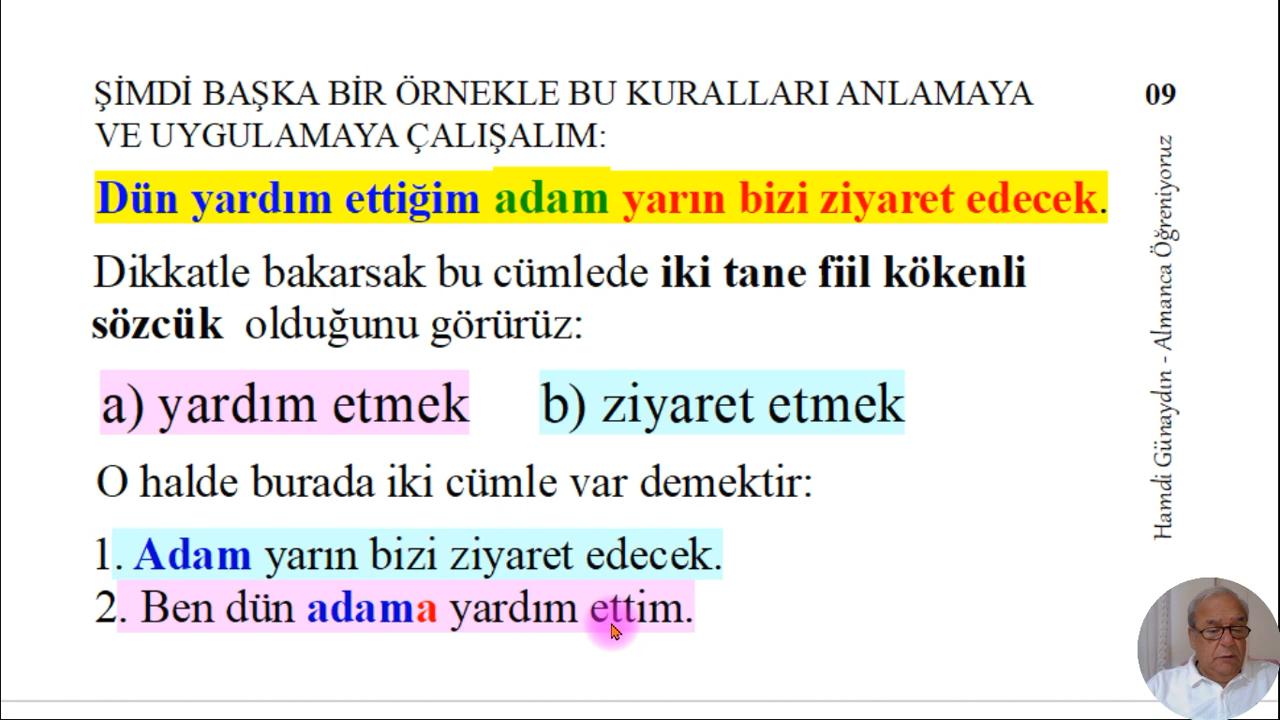 ŞİMDİ BAŞKA BİR ÖRNEKLE BU KURALLARI ANLAMAYA
VE UYGULAMAYA ÇALIŞALIM:
09
Dün yardım ettiğim adam yarın bizi ziyaret edecek.
Dikkatle bakarsak bu cümlede iki tane fiil kökenli
sözcük olduğunu görürüz:
a) yardım etmek b) ziyaret etmek
O halde burada iki cümle var demektir:
1. Adam yarın bizi ziyaret edecek.
2. Ben dün adama yardım ettim.
Hamdi Günaydın - Almanca Öğreniyoruz